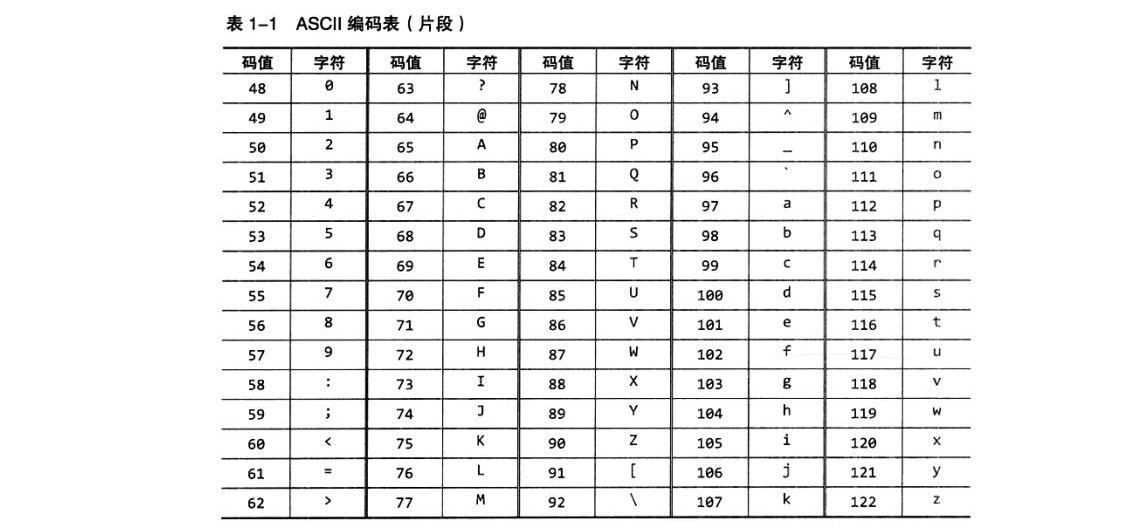 表 1-1 ASCII 编码表（片段）
码值 字符 码值 字符 码值 字符 码值 字符 码值 字符
48 0 63 ? 78 N 93 ] 108 l
49 1 64 @ 79 O 94 ^ 109 m
50 2 65 A 80 P 95 _ 110 n
51 3 66 B 81 Q 96 ` 111 o
52 4 67 C 82 R 97 a 112 p
53 5 68 D 83 S 98 b 113 q
54 6 69 E 84 T 99 c 114 r
55 7 70 F 85 U 100 d 115 s
56 8 71 G 86 V 101 e 116 t
57 9 72 H 87 W 102 f 117 u
58 : 73 I 88 X 103 g 118 v
59 ; 74 J 89 Y 104 h 119 w
60 < 75 K 90 Z 105 i 120 x
61 = 76 L 91 [ 106 j 121 y
62 > 77 M 92 \ 107 k 122 z